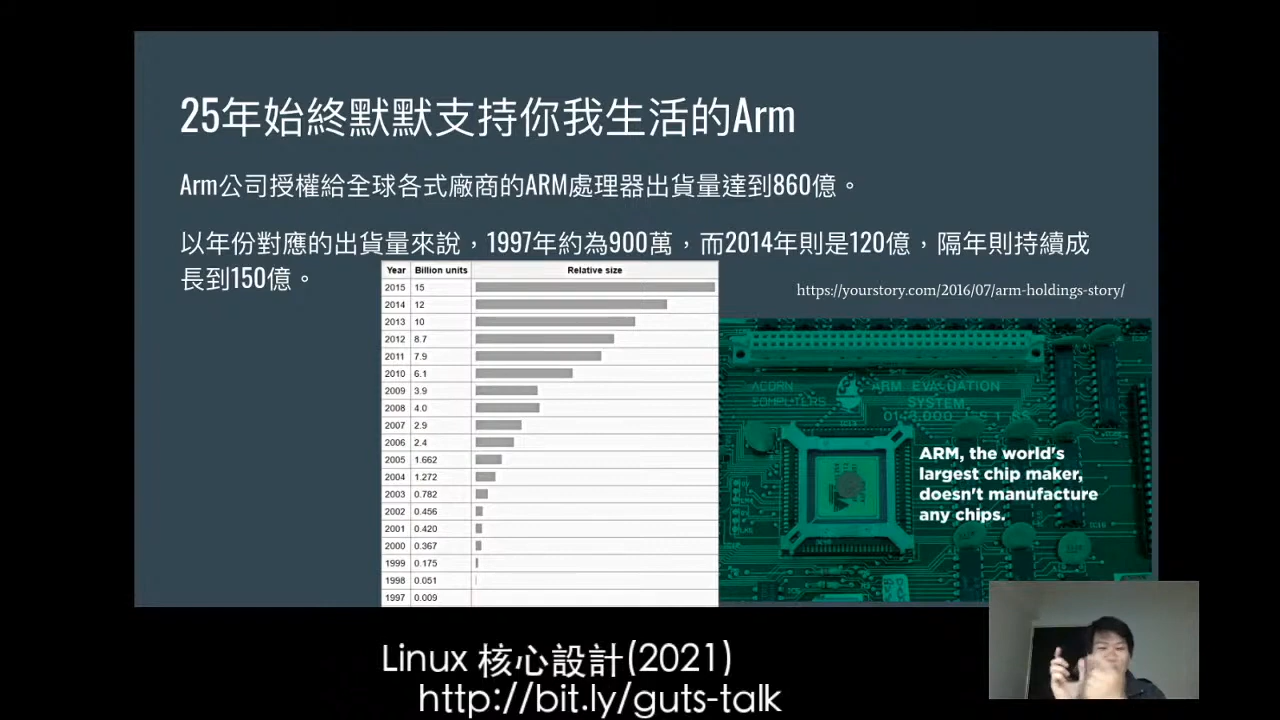 25年始終默默支持你我生活的Arm
Arm公司授權給全球各式廠商的ARM處理器出貨量達到860億。
以年份對應的出貨量來說，1997年約為900萬，而2014年則是120億，隔年則持續成
長到150億。
https://yourstory.com/2016/07/arm-holdings-story/
Year Billion units Relative size
2015 15
2014 12
2013 10
2012 8.7
2011 7.9
2010 6.1
2009 3.9
2008 4.0
2007 2.9
2006 2.4
2005 1.662
2004 1.272
2003 0.782
2002 0.456
2001 0.420
2000 0.367
1999 0.175
1998 0.051
1997 0.009
ACORN
COMPUTERS
ARM EVALUATION
SYSTEM
ARM, the world's
largest chip maker,
doesn't manufacture
any chips.
Linux 核心設計(2021)
http://bit.ly/guts-talk